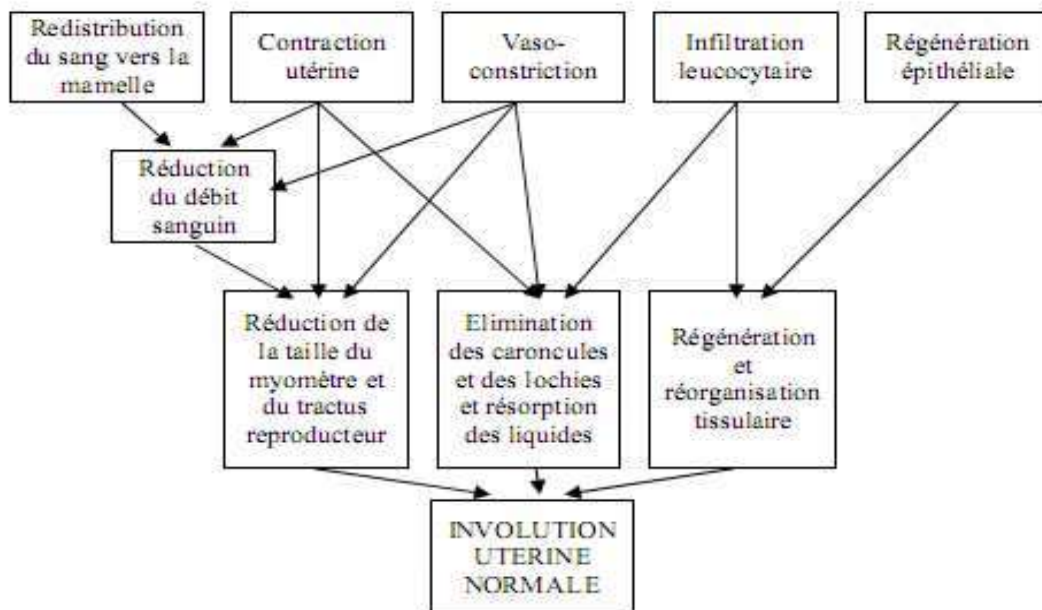 Redistribution
du sang vers la
mamelle
Contraction
utérine
Vaso-
constriction
Infiltration
leucocytaire
Régénération
épithéliale
Réduction
du débit
sanguin
Réduction de
la taille du
myomètre et
du tractus
reproducteur
Elimination
des caroncules
et des lochies
et résorption
des liquides
Régénération
et
réorganisation
tissulaire
INVOLUTION
UTERINE
NORMALE